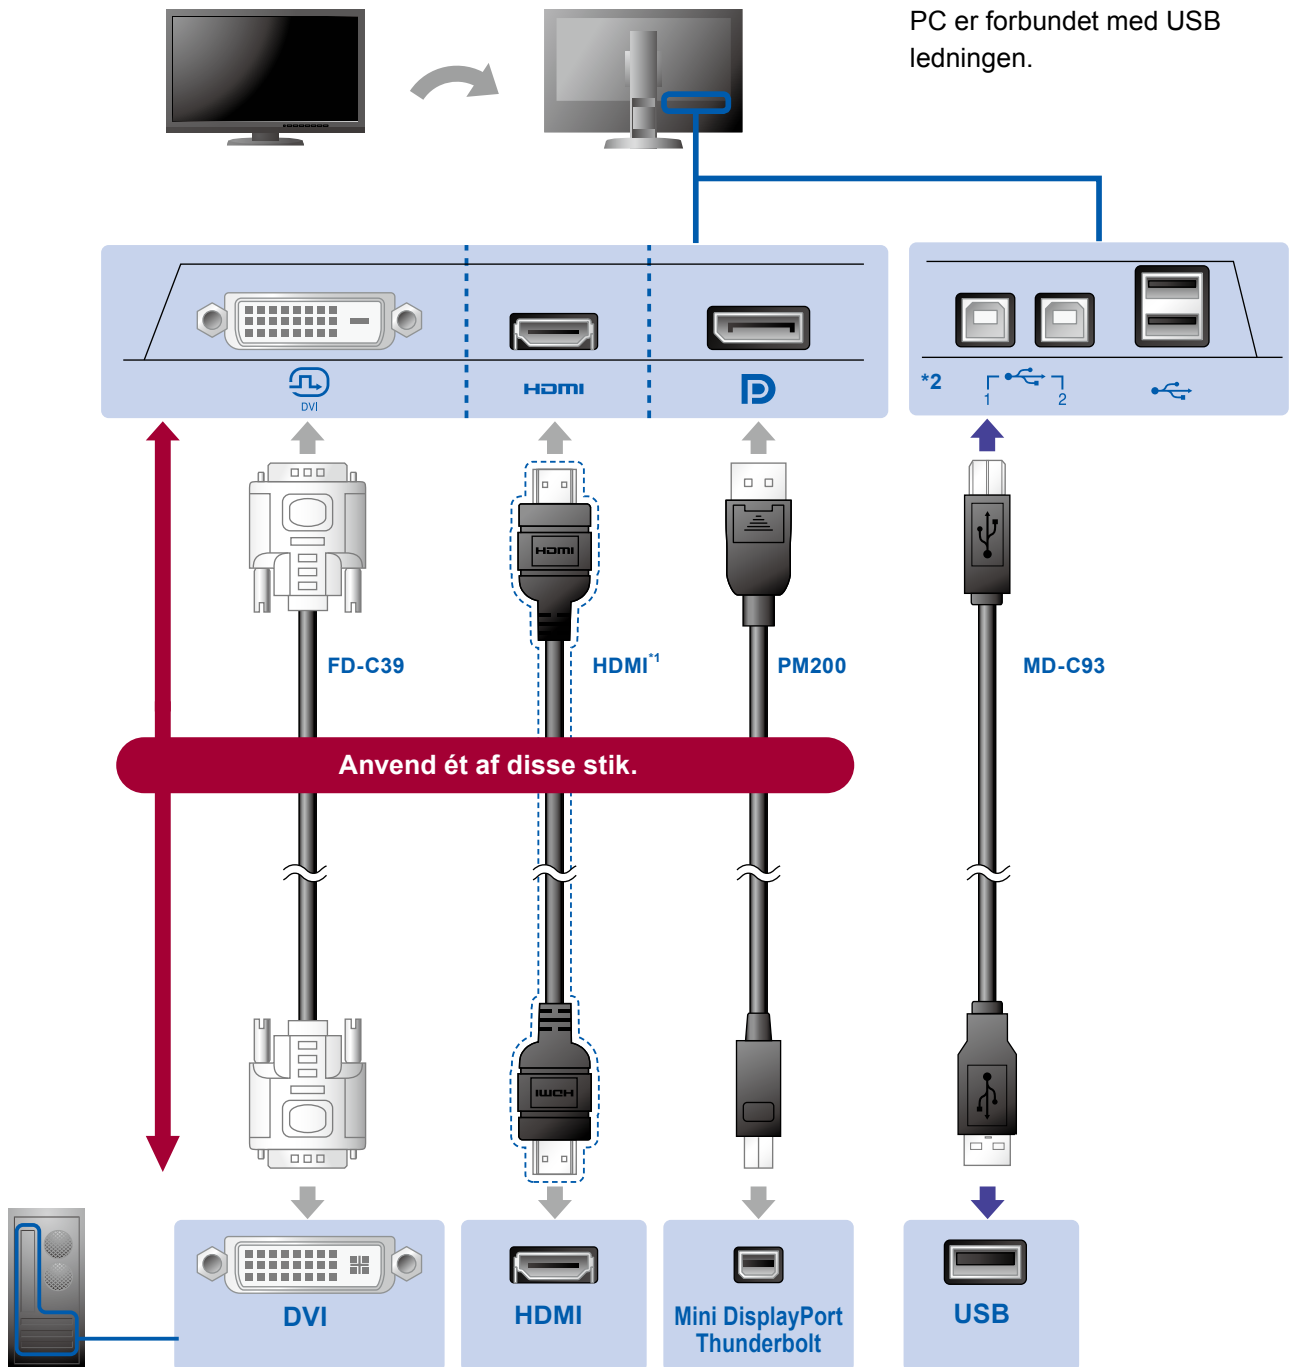 PC er forbundet med USB
ledningen.
DVI
HDMI
*2
1
2
HDMI
FD-C39
HDMI*1
PM200
MD-C93
Anvend ét af disse stik.
HDMI
DVI
HDMI
Mini DisplayPort
Thunderbolt
USB